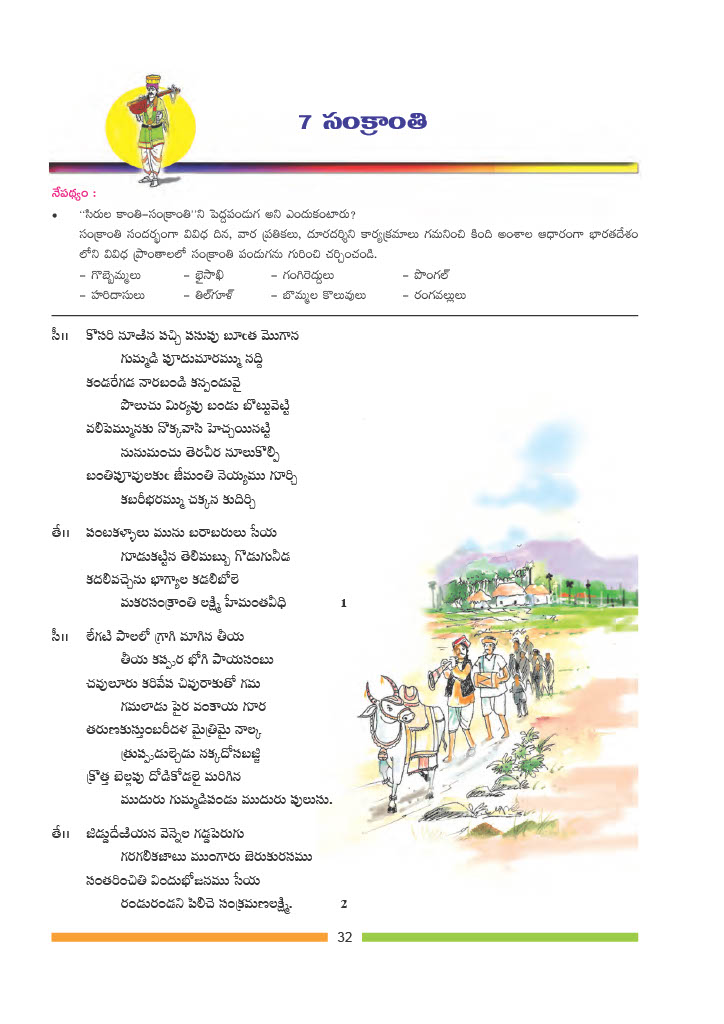 7 సంక్రాంతి
నేపథ్యం :
• "సిరుల కాంతి-సంక్రాంతి"ని పెద్దపండుగ అని ఎందుకంటారు?
సంక్రాంతి సందర్భంగా వివిధ దిన, వార ప్రతికలు, దూరదర్శిని కార్యక్రమాలు గమనించి కింది అంశాల ఆధారంగా భారతదేశం
లోని వివిధ ప్రాంతాలలో సంక్రాంతి పండుగను గురించి చర్చించండి.
- గొబ్బెమ్మలు - భైసాఖి - గంగిరెద్దులు - పొంగల్
- హరిదాసులు - తిల్‌గూళ్ - బొమ్మల కొలువులు - రంగవల్లులు
సీ॥ కొసరి నూఱిన పచ్చి పసుపు బూఁత మొగాన
గుమ్మడి పూదుమారమ్ము నద్ది
కండరేగడ నారబండి కన్పండువై
పొలుచు మిర్యపు బండు బొట్టువెట్టి
పలిపెమ్మునకు నొక్కవాసి హెచ్చయినట్టి
నునుమంచు తెరచీర నూలుకొల్పి
బంతిపూవులకుఁ జేమంతి నెయ్యము గూర్చి
కబరీభరమ్ము చక్కన కుదిర్చి
తే॥ పంటకళ్ళాలు మును బరాబరులు సేయ
గూడుకట్టిన తెలిమబ్బు గొడుగునీడ
కదలివచ్చెను భాగ్యాల కడలిబోలె
మకరసంక్రాంతి లక్ష్మి హేమంతవీధి 1
సీ॥ లేగటి పాలలో గ్రాగి మాగిన తీయ
తీయ కప్పుర భోగి పాయసంబు
చవులూరు కరివేప చివురాకుతో గమ
గమలాడు పైర వంకాయ గూర
తరుణకుస్తుంబరీదళ మైత్రిమై నాల్క
త్రుప్పుడుల్చెడు నక్కదోసబజ్జి
క్రొత్త బెల్లపు దోడికోడలై మరిగిన
ముదురు గుమ్మడిపండు ముదురు పులుసు.
తే॥ జిడ్డుదేఱియన వెన్నెల గడ్డపెరుగు
గరగలికజాటు ముంగారు జెరుకురసము
సంతరించితి విందుభోజనము సేయ
రండురండని పిలిచె సంక్రమణలక్ష్మి. 2
32